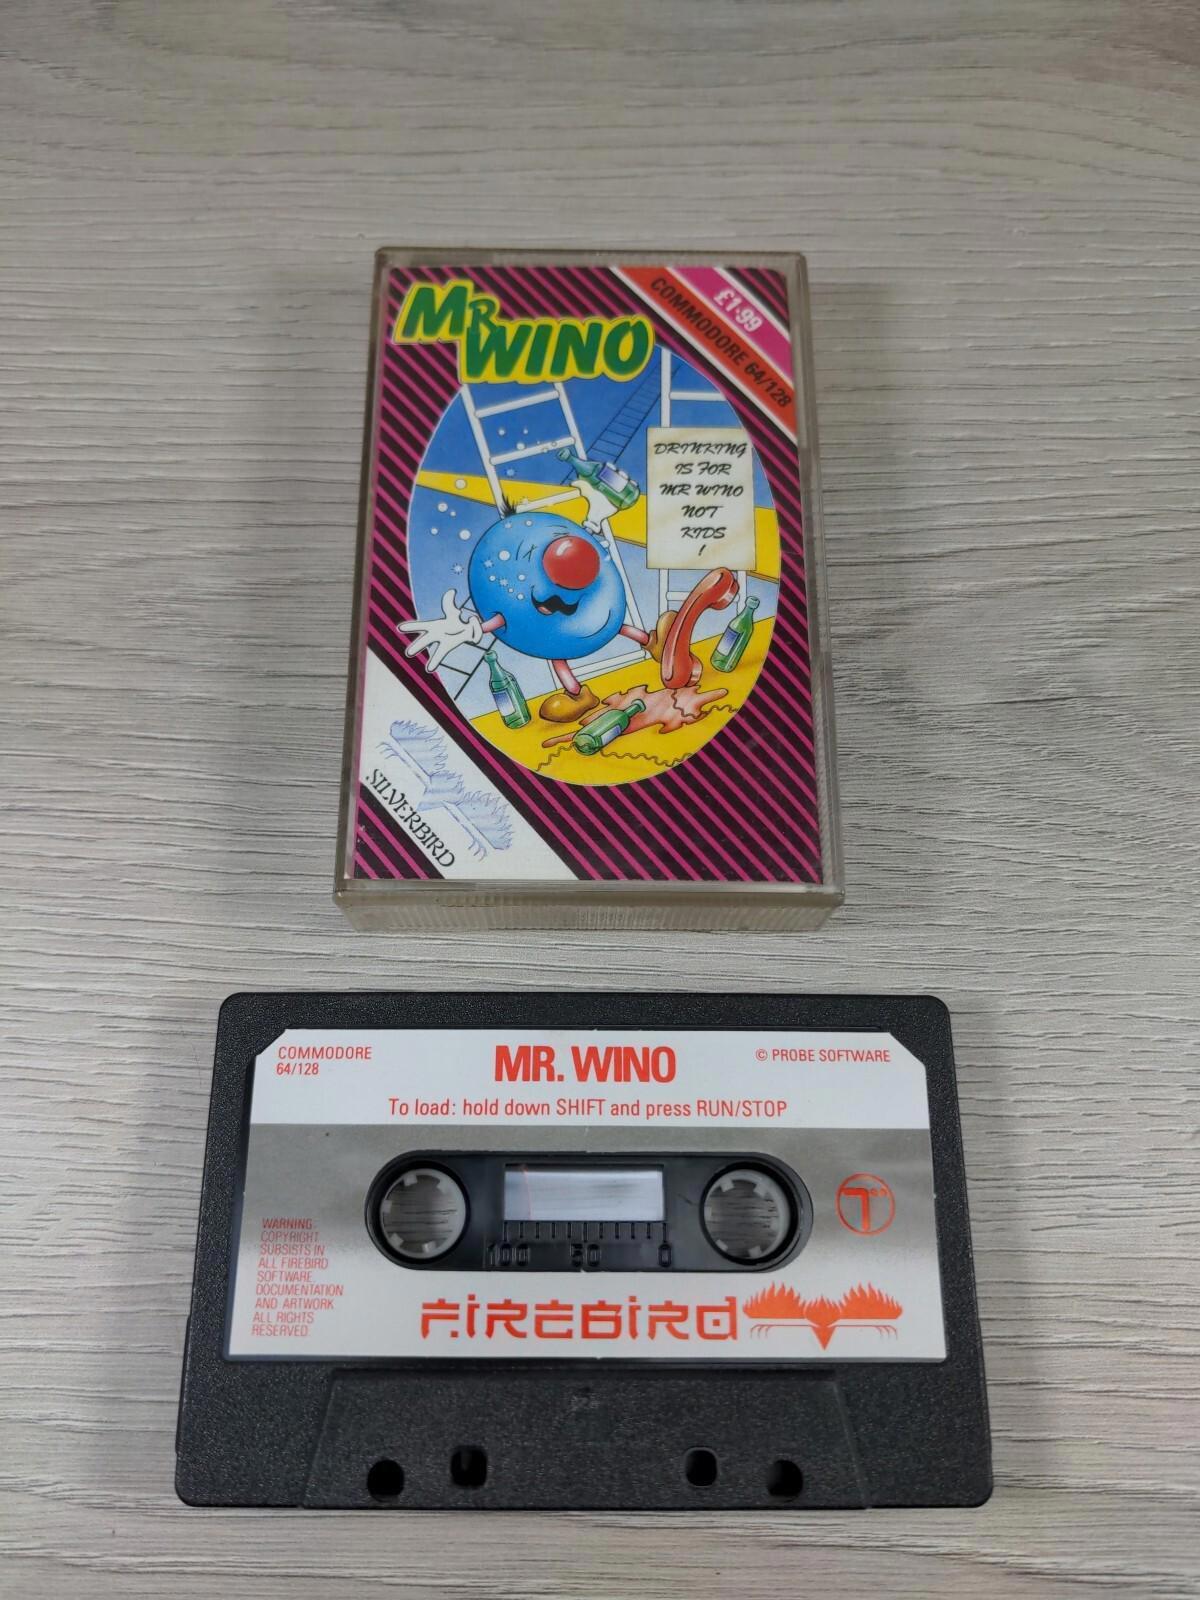 MR
WINO
£1·99
COMMODORE 64/128
DRINKING
IS FOR
MR WINO
NOT
KIDS
!
SILVERBIRD
COMMODORE
64/128
MR. WINO
© PROBE SOFTWARE
To load: hold down SHIFT and press RUN/STOP
100 50 0
WARNING:
COPYRIGHT
SUBSISTS IN
ALL FIREBIRD
SOFTWARE,
DOCUMENTATION
AND ARTWORK.
ALL RIGHTS
RESERVED.
FIREBIRD